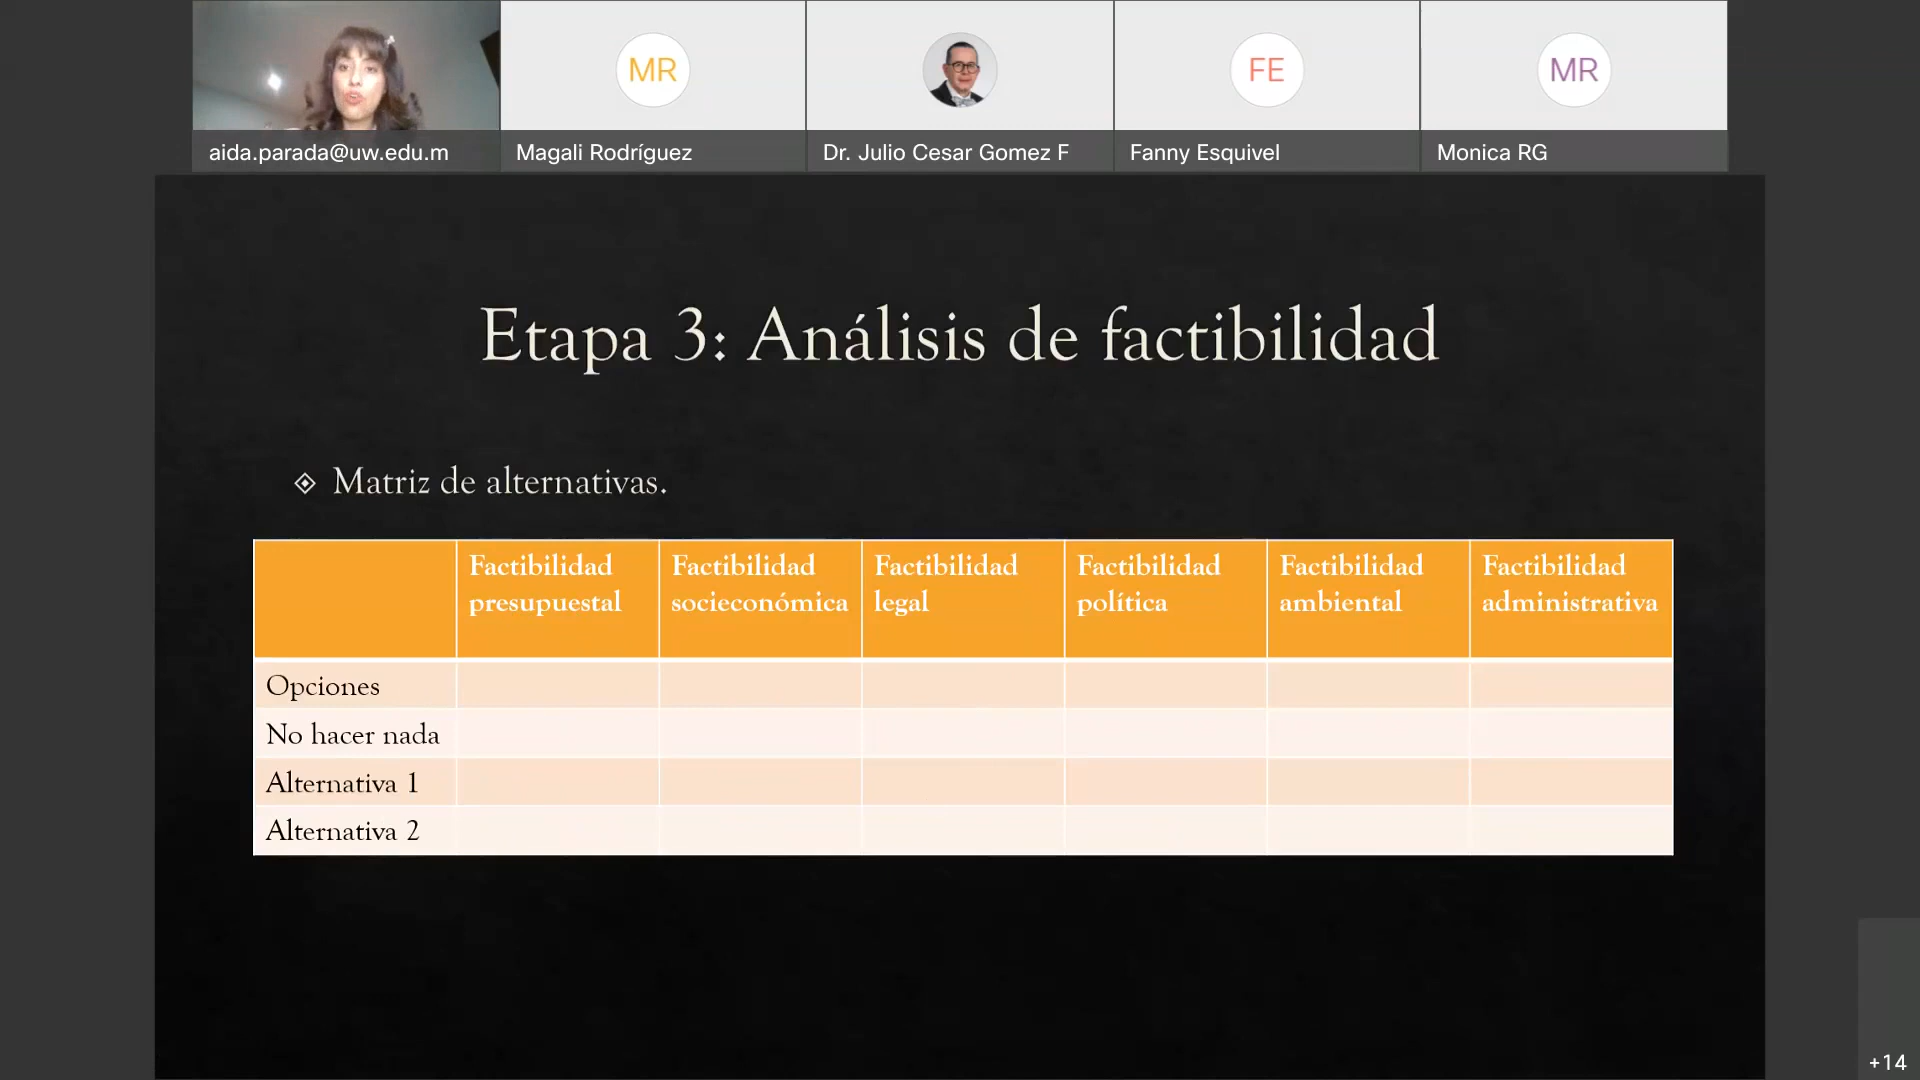 MR
FE
MR
aida.parada@uw.edu.m
Magali Rodríguez
Dr. Julio Cesar Gomez F
Fanny Esquivel
Monica RG
Etapa 3: Análisis de factibilidad
Matriz de alternativas.
Factibilidad presupuestal
Factibilidad socieconómica
Factibilidad legal
Factibilidad política
Factibilidad ambiental
Factibilidad administrativa
Opciones
No hacer nada
Alternativa 1
Alternativa 2
+14